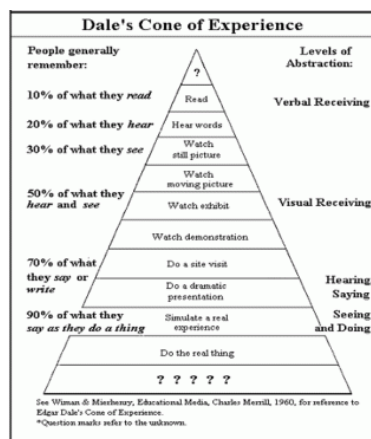 Dale's Cone of Experience
People generally
remember:
Levels of
Abstraction:
?
10% of what they read
Read
Verbal Receiving
20% of what they hear
Hear words
30% of what they see
Watch
still picture
Watch
moving picture
50% of what they
hear and see
Watch exhibit
Visual Receiving
Watch demonstration
70% of what
they say or
write
Do a site visit
Do a dramatic
presentation
Hearing
Saying
90% of what they
say as they do a thing
Simulate a real
experience
Seeing
and Doing
Do the real thing
? ? ? ? ?
See Wiman & Mierhenry, Educational Media, Charles Merrill, 1960, for reference to
Edgar Dale's Cone of Experience.
*Question marks refer to the unknown.